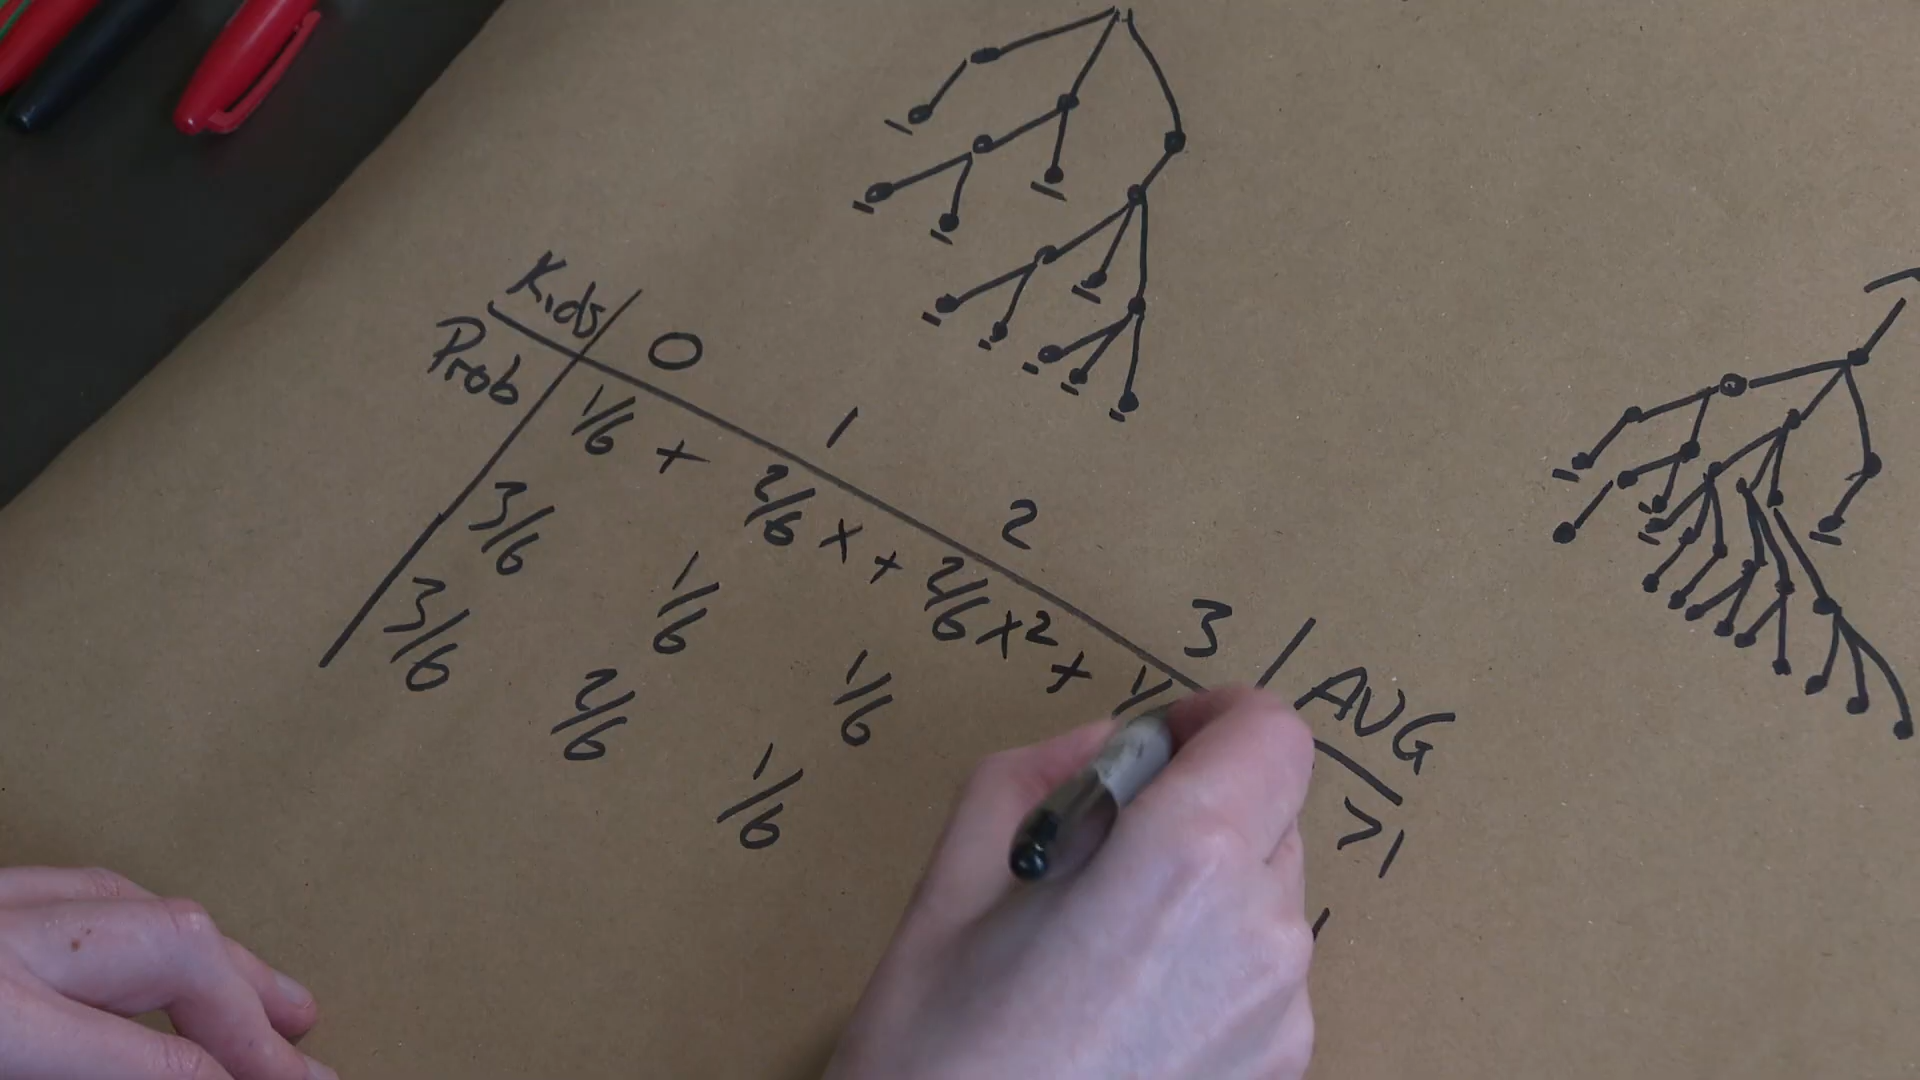 Kids 0 1 2 3 AVG
Prob 1/6 + 2/6 x + 2/6 x² + 1/ >1
3/6 1/6 1/6
3/6 2/6 1/6